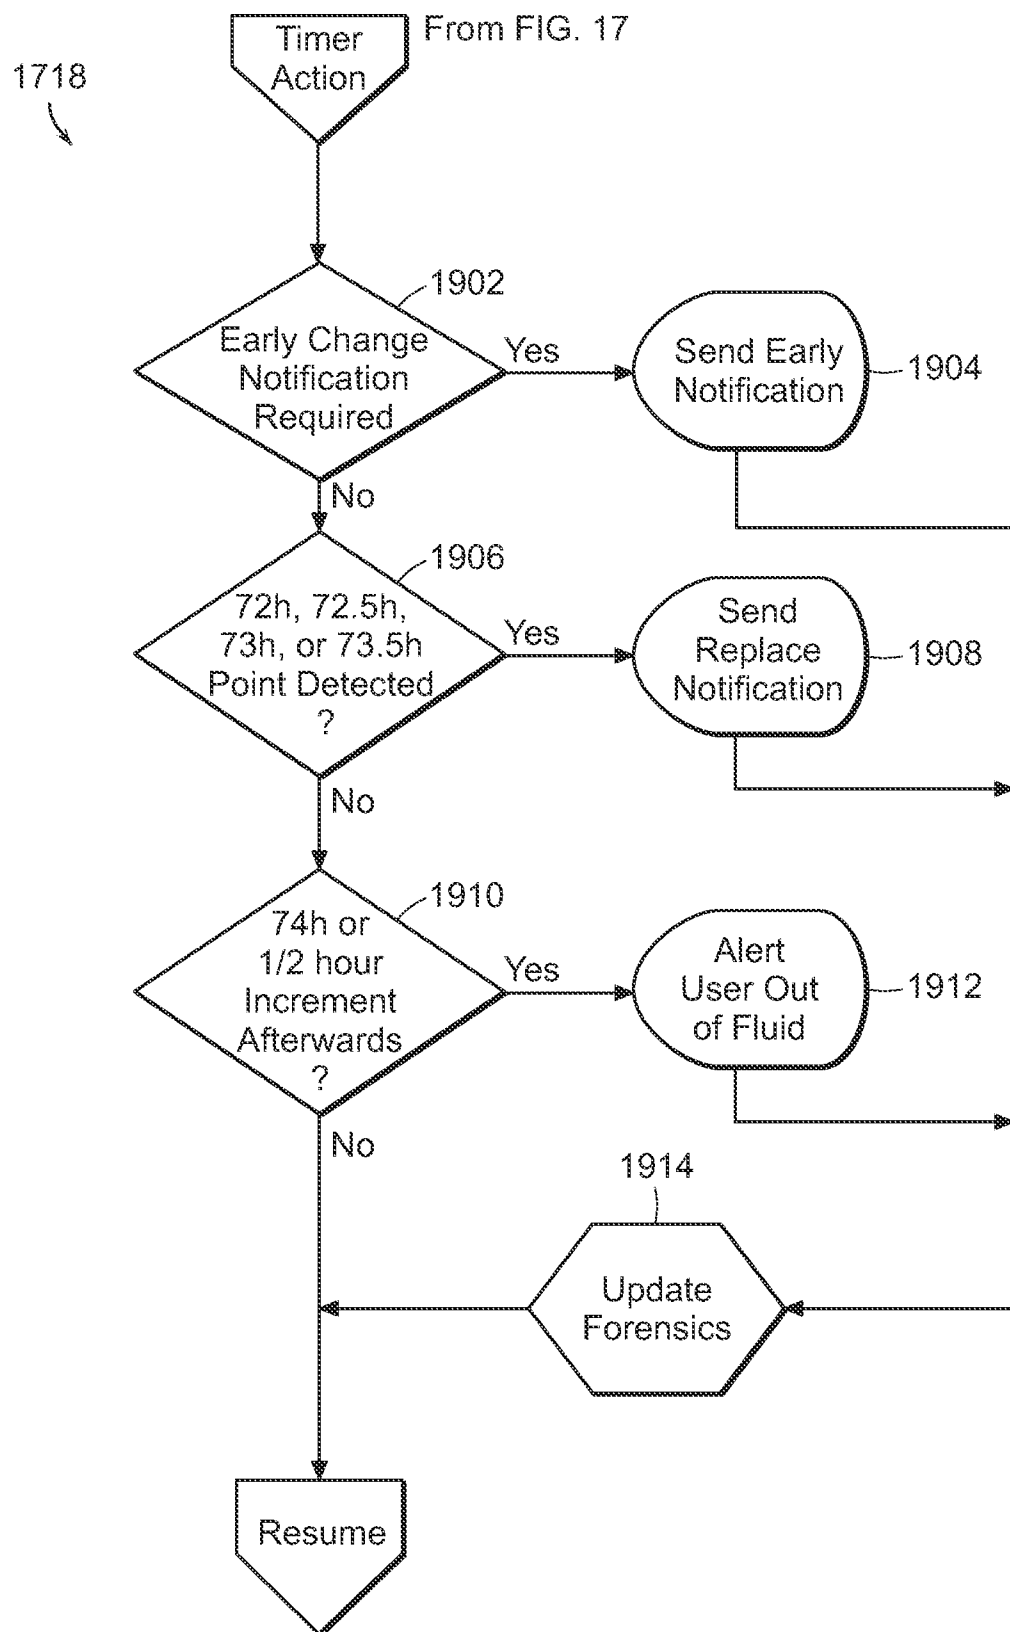 From FIG. 17
Timer
Action
1718
1902
Early Change
Notification
Required
Yes
Send Early
Notification
1904
No
1906
72h, 72.5h,
73h, or 73.5h
Point Detected
?
Yes
Send
Replace
Notification
1908
No
1910
74h or
1/2 hour
Increment
Afterwards
?
Yes
Alert
User Out
of Fluid
1912
No
1914
Update
Forensics
Resume